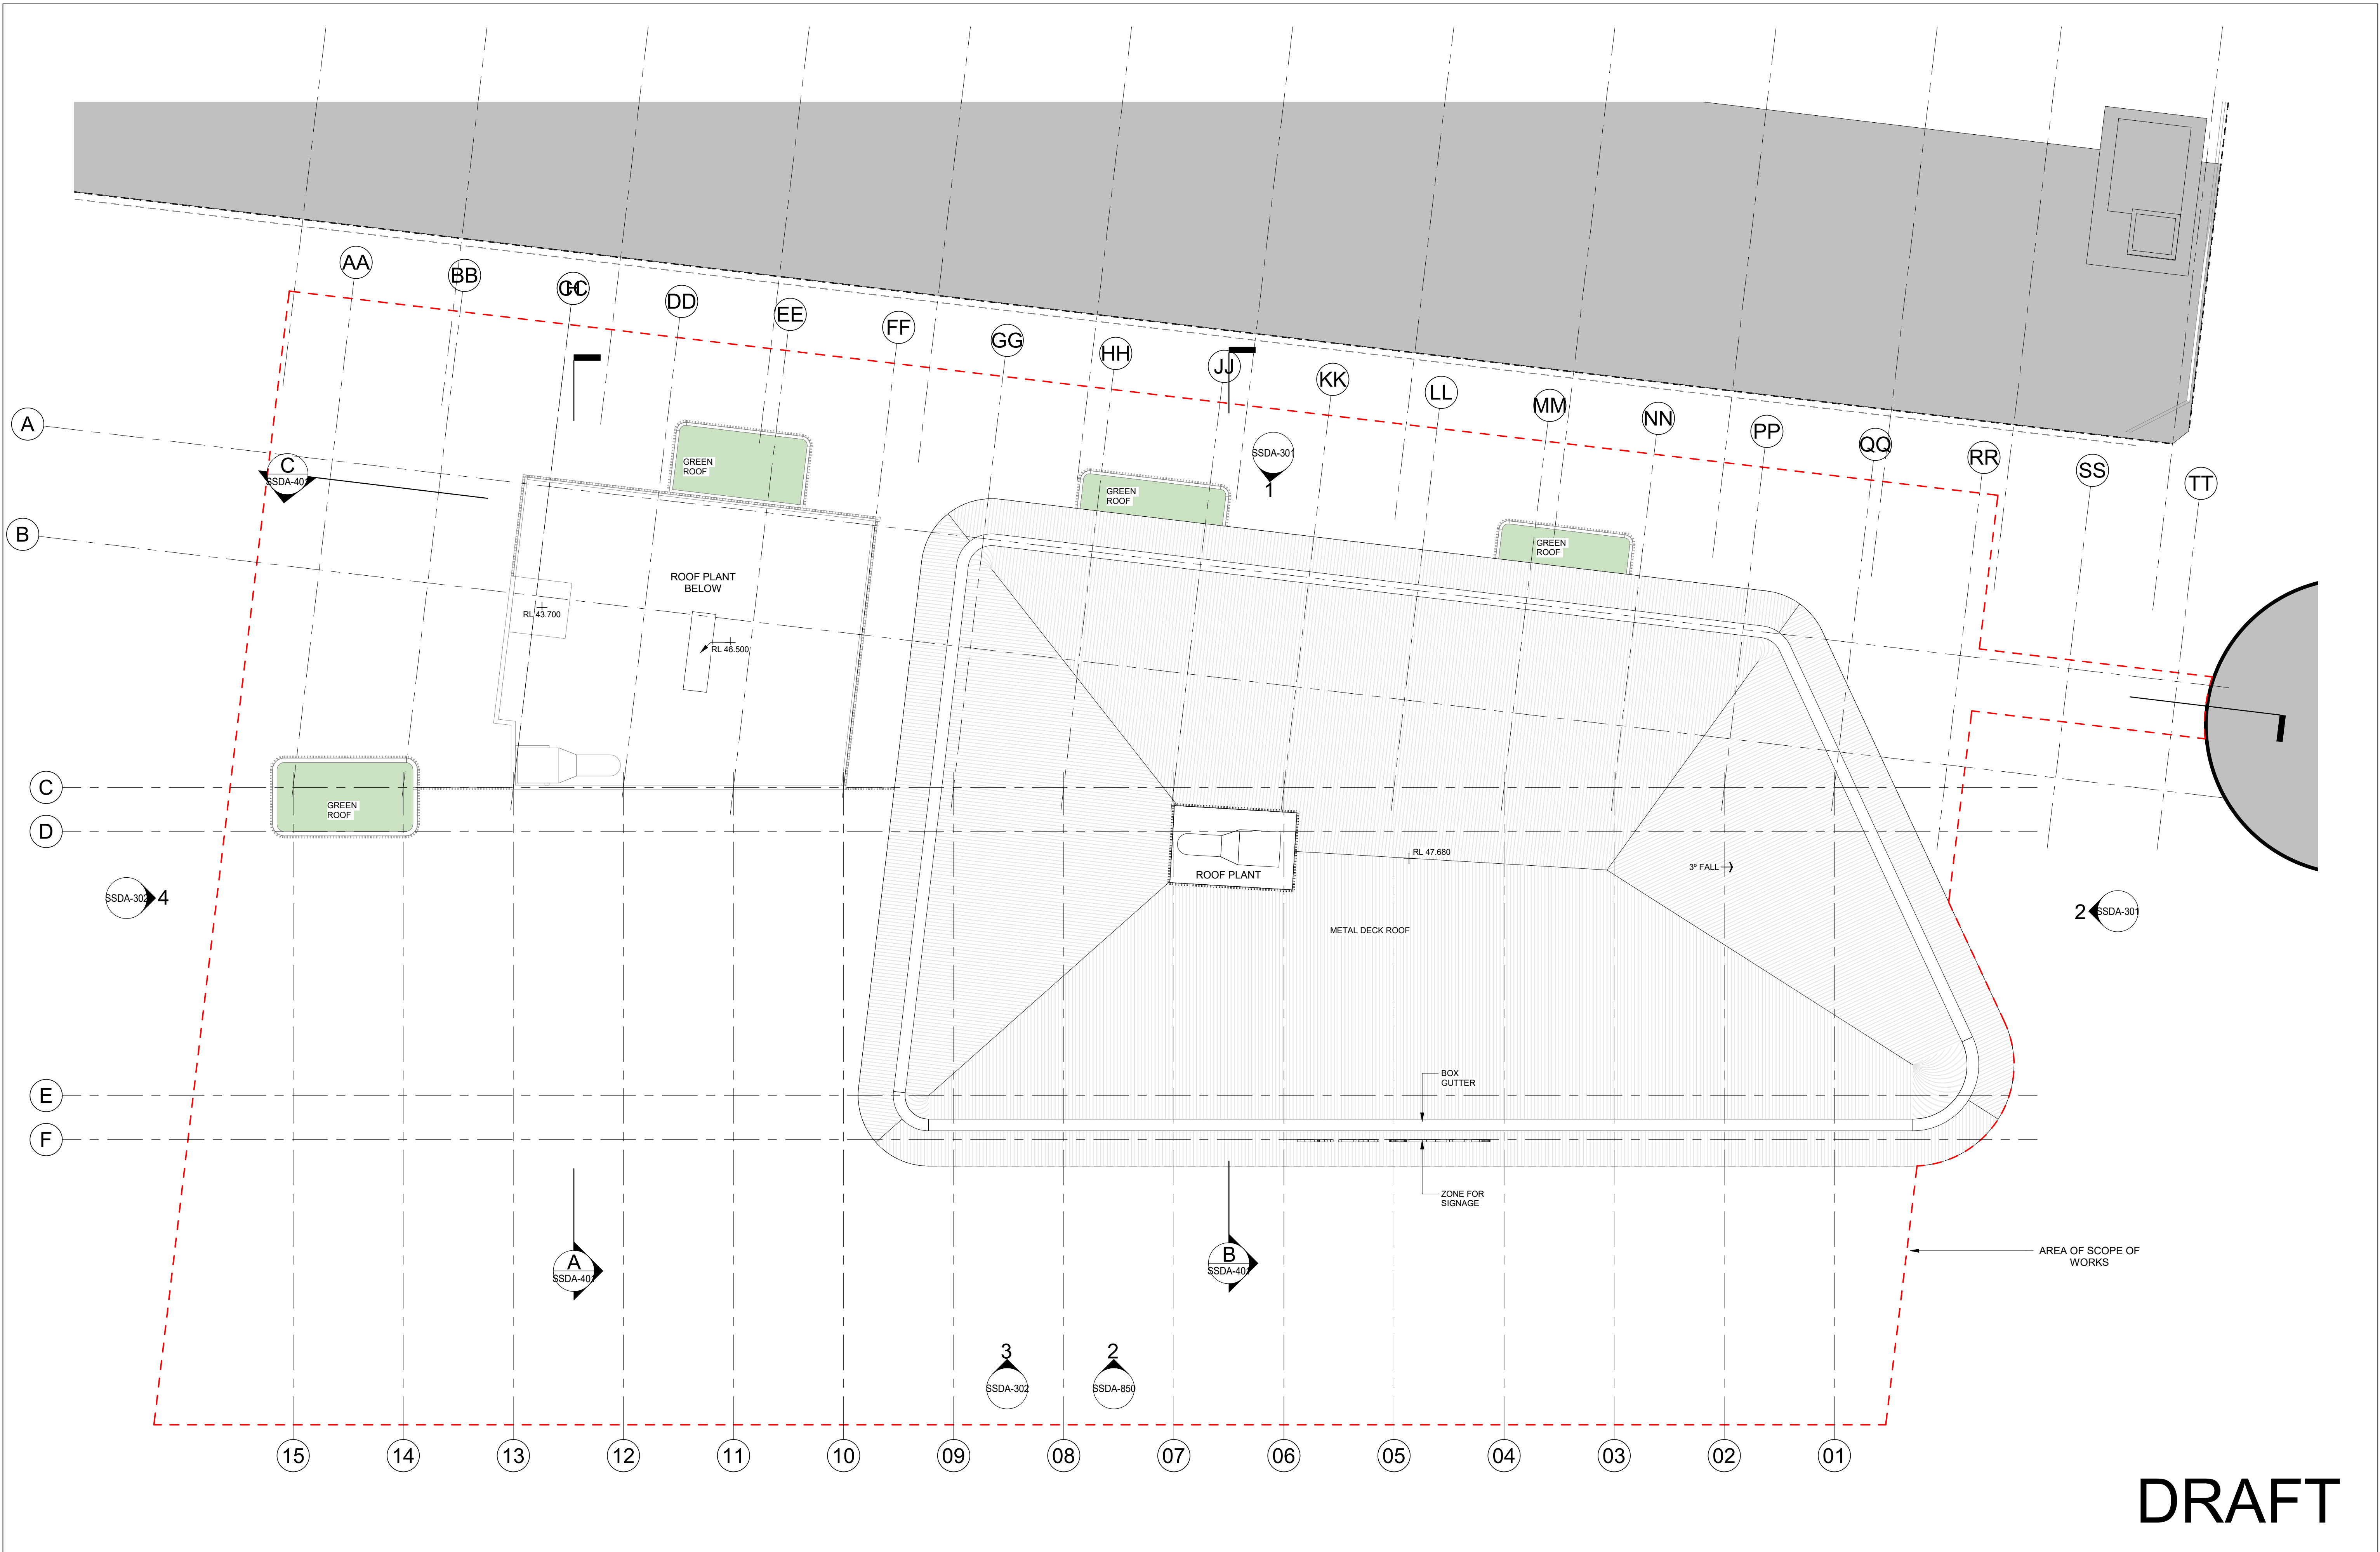 AA
BB
CC
DD
EE
FF
GG
HH
JJ
KK
LL
MM
NN
PP
QQ
RR
SS
TT
A
B
C
D
E
F
C
SSDA-401
GREEN
ROOF
GREEN
ROOF
GREEN
ROOF
GREEN
ROOF
SSDA-301
1
ROOF PLANT
BELOW
RL 43.700
RL 46.500
RL 47.680
3º FALL
ROOF PLANT
METAL DECK ROOF
SSDA-302
4
2
SSDA-301
BOX
GUTTER
ZONE FOR
SIGNAGE
AREA OF SCOPE OF
WORKS
A
SSDA-401
B
SSDA-401
3
SSDA-302
2
SSDA-850
15
14
13
12
11
10
09
08
07
06
05
04
03
02
01
DRAFT